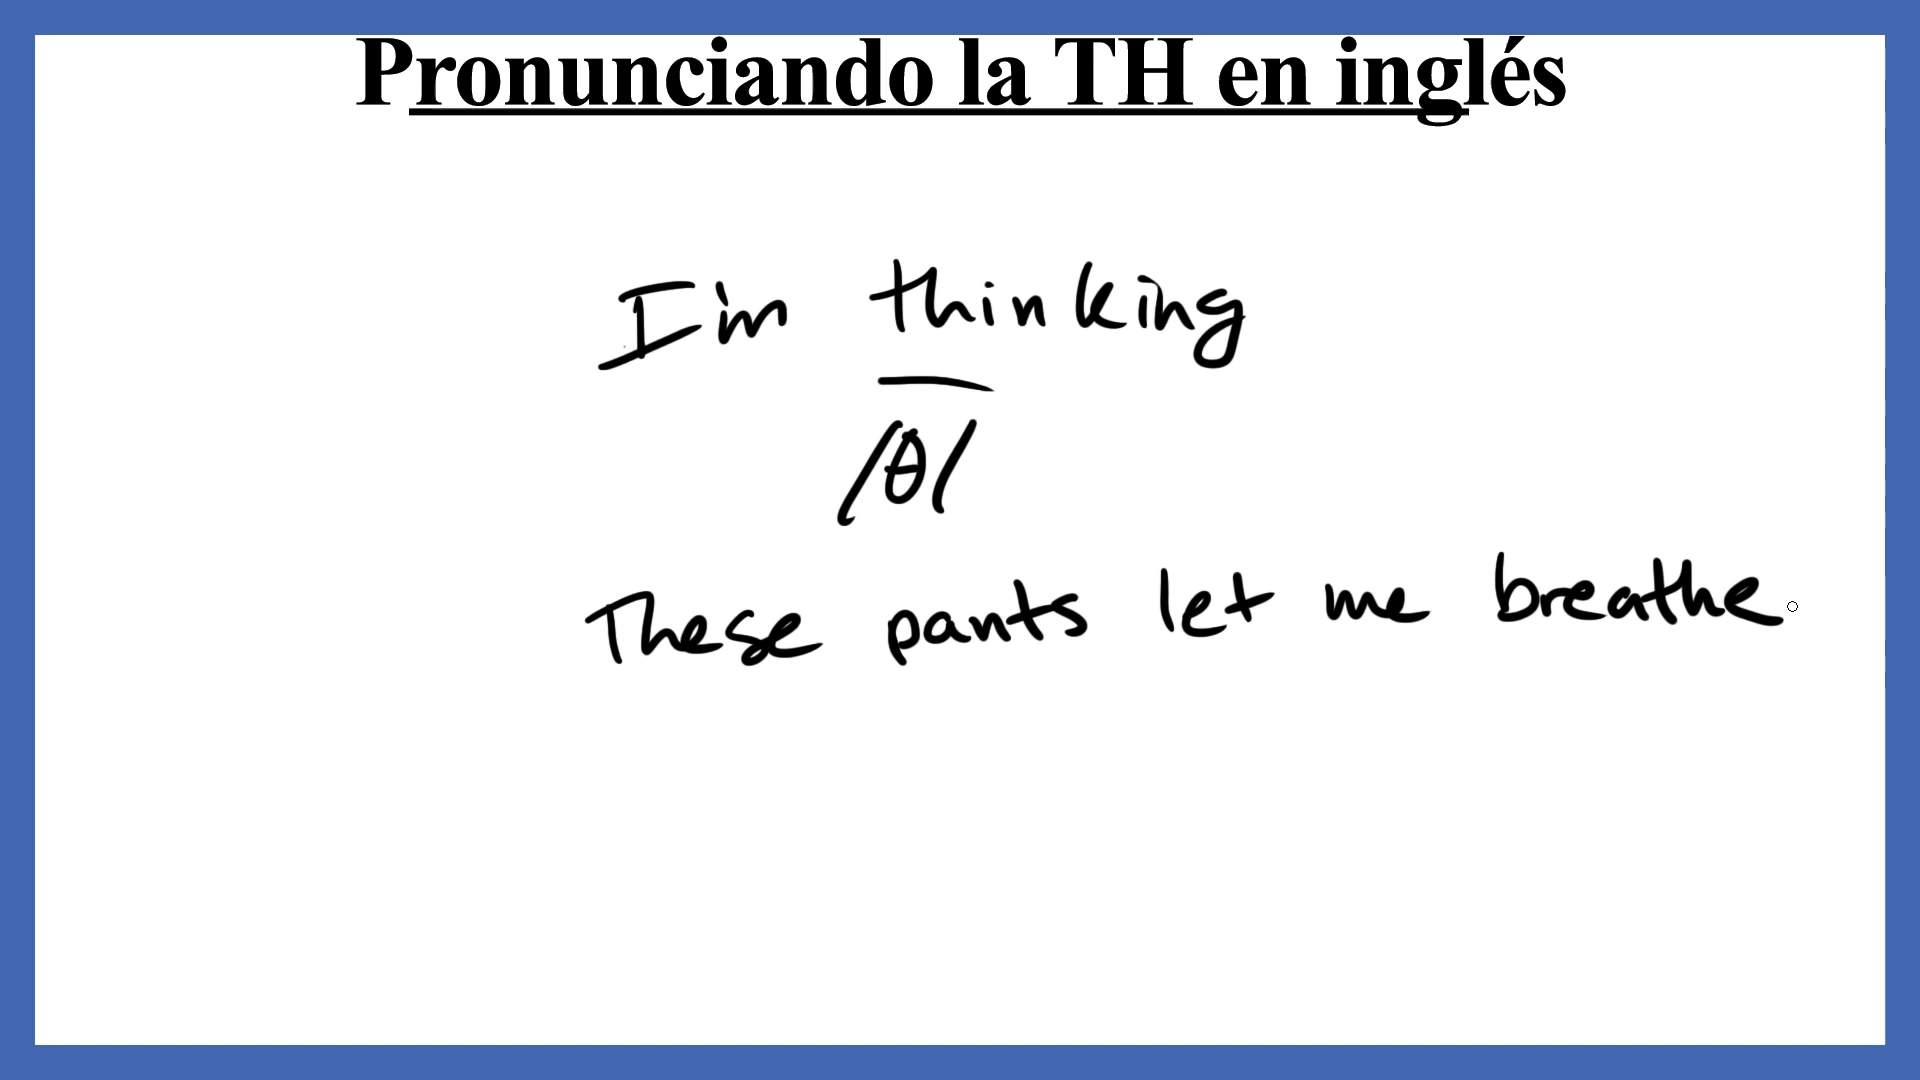 Pronunciando la TH en inglés
I'm thinking
/θ/
These pants let me breathe.